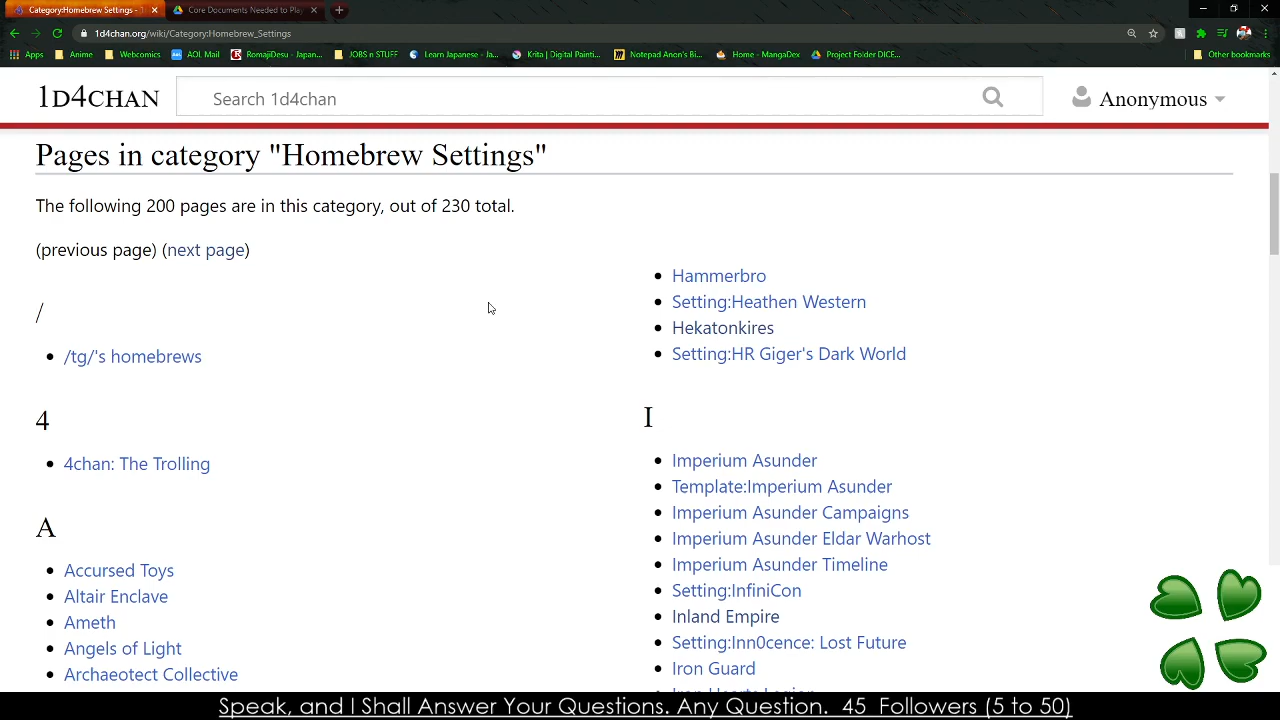 Category:Homebrew Settings - 1
Core Documents Needed to Pla
1d4chan.org/wiki/Category:Homebrew_Settings
Apps
Anime
Webcomics
AOL Mail
RomajiDesu - Japan...
JOBS n STUFF
Learn Japanese - Ja...
Krita | Digital Painti...
Notepad Anon's Bi...
Home - MangaDex
Project Folder DICE...
Other bookmarks
1D4CHAN
Search 1d4chan
Anonymous
Pages in category "Homebrew Settings"
The following 200 pages are in this category, out of 230 total.
(previous page) (next page)
/
/tg/'s homebrews
4
4chan: The Trolling
A
Accursed Toys
Altair Enclave
Ameth
Angels of Light
Archaeotect Collective
Hammerbro
Setting:Heathen Western
Hekatonkires
Setting:HR Giger's Dark World
I
Imperium Asunder
Template:Imperium Asunder
Imperium Asunder Campaigns
Imperium Asunder Eldar Warhost
Imperium Asunder Timeline
Setting:InfiniCon
Inland Empire
Setting:Inn0cence: Lost Future
Iron Guard
Iron Hearts Legion
Speak, and I Shall Answer Your Questions. Any Question. 45 Followers (5 to 50)